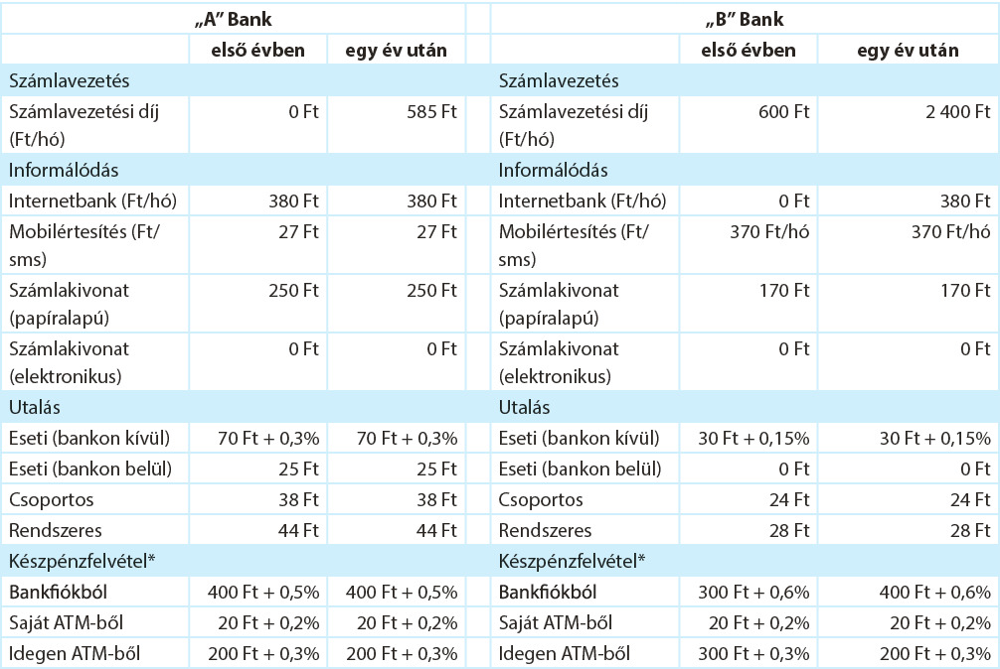 „A” Bank „B” Bank
első évben egy év után első évben egy év után
Számlavezetés Számlavezetés
Számlavezetési díj 0 Ft 585 Ft Számlavezetési díj 600 Ft 2 400 Ft
(Ft/hó) (Ft/hó)
Informálódás Informálódás
Internetbank (Ft/hó) 380 Ft 380 Ft Internetbank (Ft/hó) 0 Ft 380 Ft
Mobilértesítés (Ft/ 27 Ft 27 Ft Mobilértesítés (Ft/ 370 Ft/hó 370 Ft/hó
sms) sms)
Számlakivonat 250 Ft 250 Ft Számlakivonat 170 Ft 170 Ft
(papíralapú) (papíralapú)
Számlakivonat 0 Ft 0 Ft Számlakivonat 0 Ft 0 Ft
(elektronikus) (elektronikus)
Utalás Utalás
Eseti (bankon kívül) 70 Ft + 0,3% 70 Ft + 0,3% Eseti (bankon kívül) 30 Ft + 0,15% 30 Ft + 0,15%
Eseti (bankon belül) 25 Ft 25 Ft Eseti (bankon belül) 0 Ft 0 Ft
Csoportos 38 Ft 38 Ft Csoportos 24 Ft 24 Ft
Rendszeres 44 Ft 44 Ft Rendszeres 28 Ft 28 Ft
Készpénzfelvétel* Készpénzfelvétel*
Bankfiókból 400 Ft + 0,5% 400 Ft + 0,5% Bankfiókból 300 Ft + 0,6% 400 Ft + 0,6%
Saját ATM-ből 20 Ft + 0,2% 20 Ft + 0,2% Saját ATM-ből 20 Ft + 0,2% 20 Ft + 0,2%
Idegen ATM-ből 200 Ft + 0,3% 200 Ft + 0,3% Idegen ATM-ből 300 Ft + 0,3% 200 Ft + 0,3%